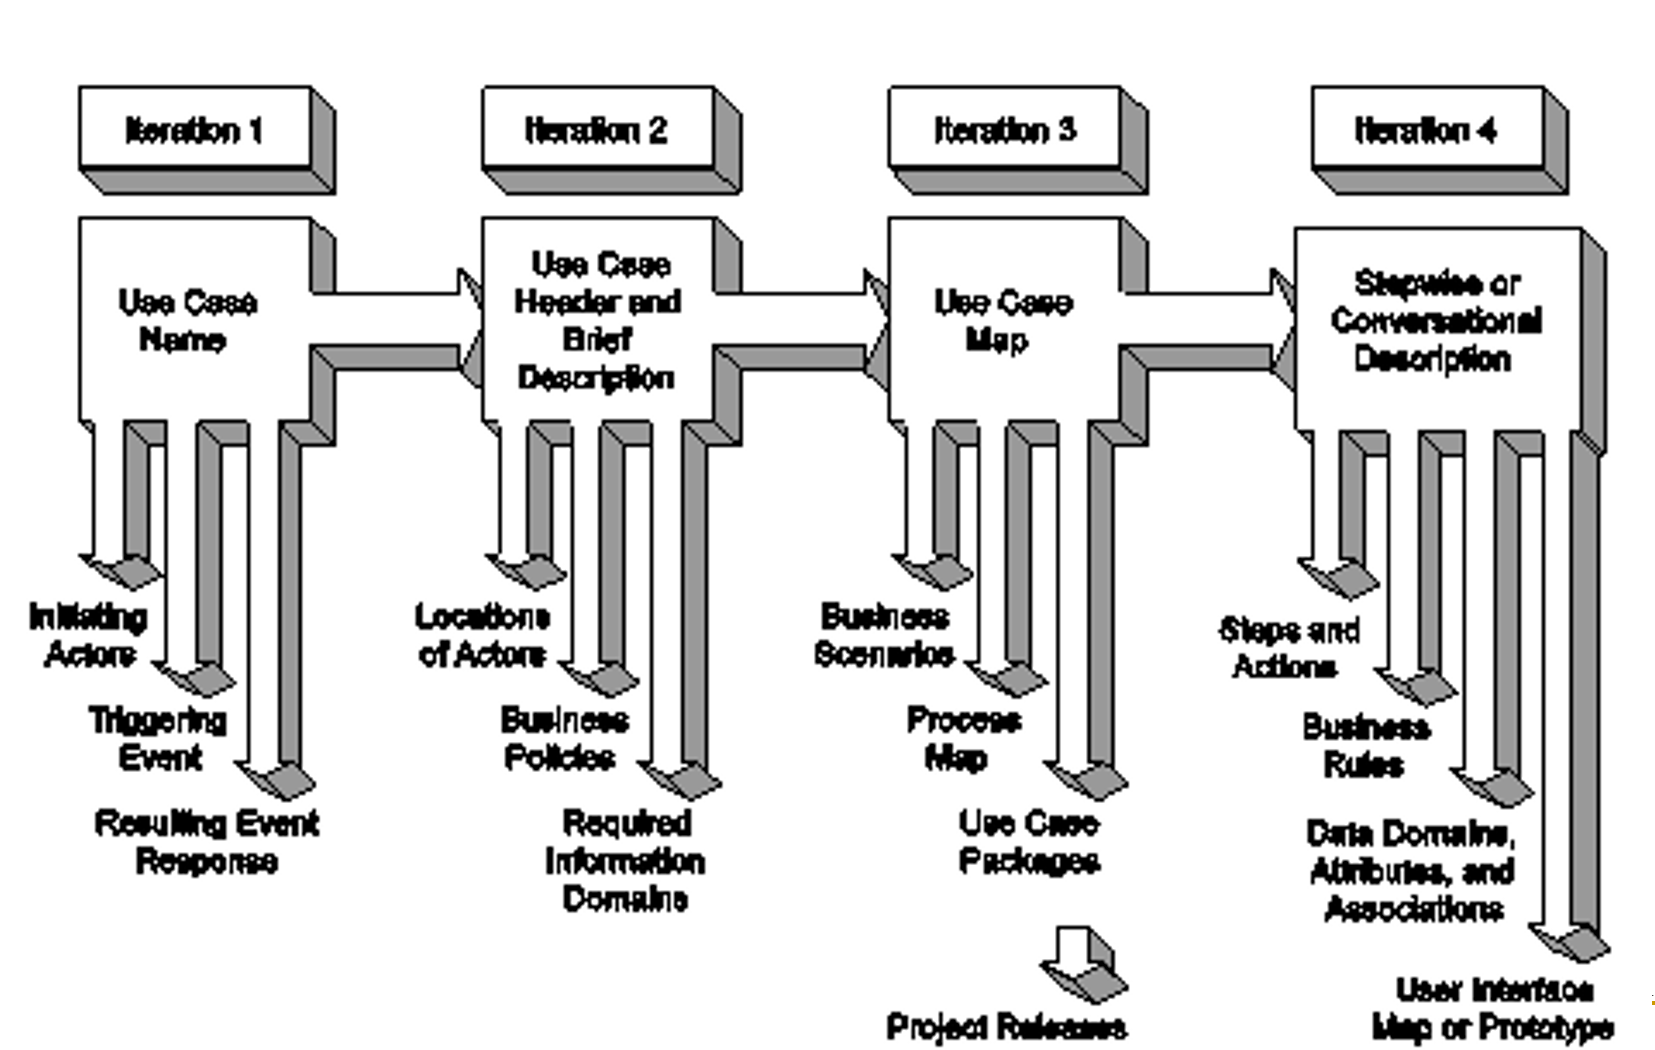 Iteration 1
Iteration 2
Iteration 3
Iteration 4
Use Case
Name
Use Case
Header and
Brief
Description
Use Case
Map
Stepwise or
Conversational
Description
Initiating
Actors
Triggering
Event
Resulting Event
Response
Locations
of Actors
Business
Policies
Required
Information
Domains
Business
Scenarios
Process
Map
Use Case
Packages
Project Releases
Steps and
Actions
Business
Rules
Data Domains,
Attributes, and
Associations
User Interface
Map or Prototype